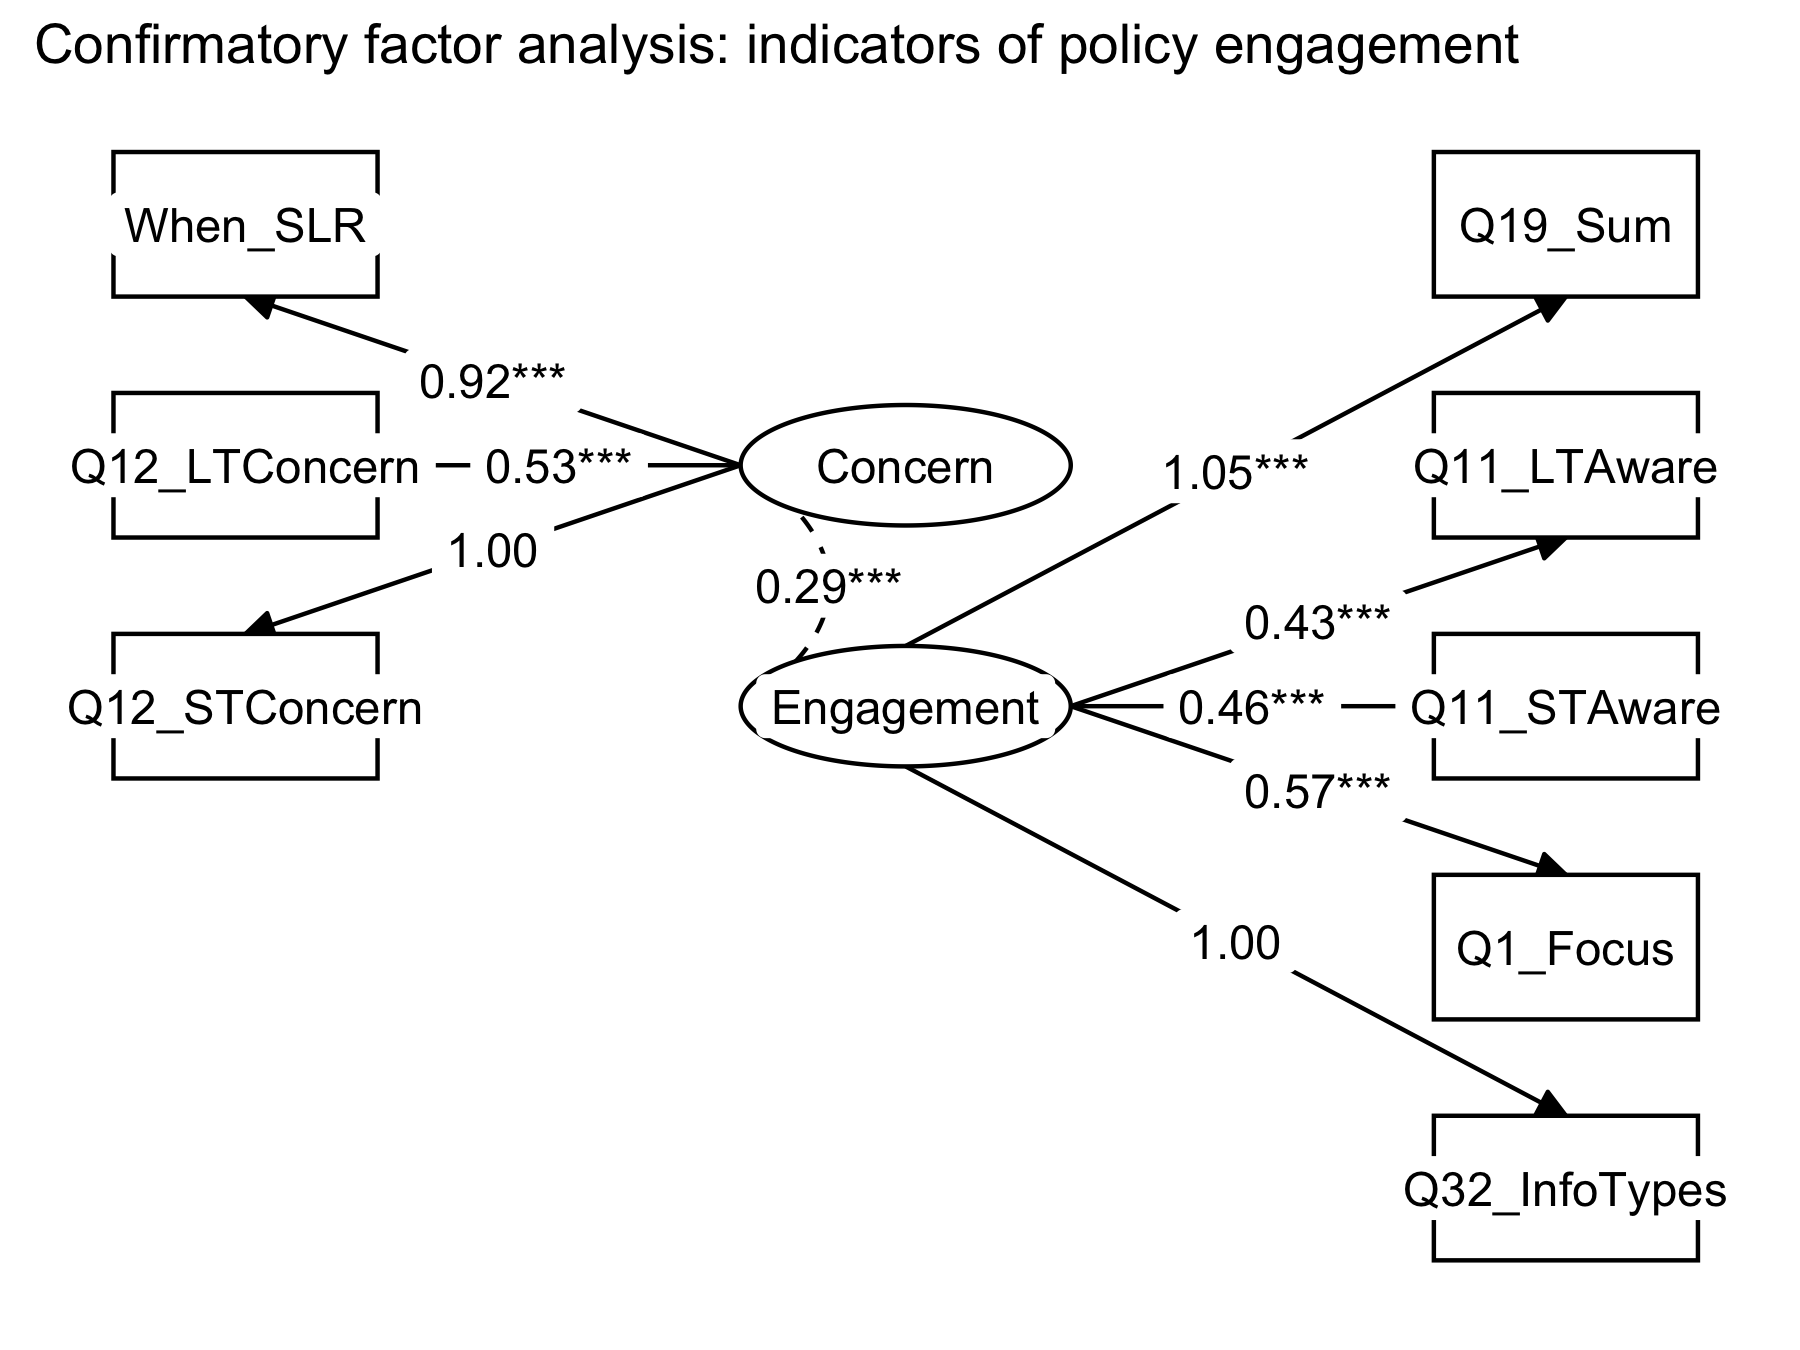 Confirmatory factor analysis: indicators of policy engagement
When_SLR
Q19_Sum
0.92***
Q12_LTConcern
0.53***
Concern
1.05***
Q11_LTAware
1.00
0.29***
0.43***
Q12_STConcern
Engagement
0.46***
Q11_STAware
0.57***
1.00
Q1_Focus
Q32_InfoTypes